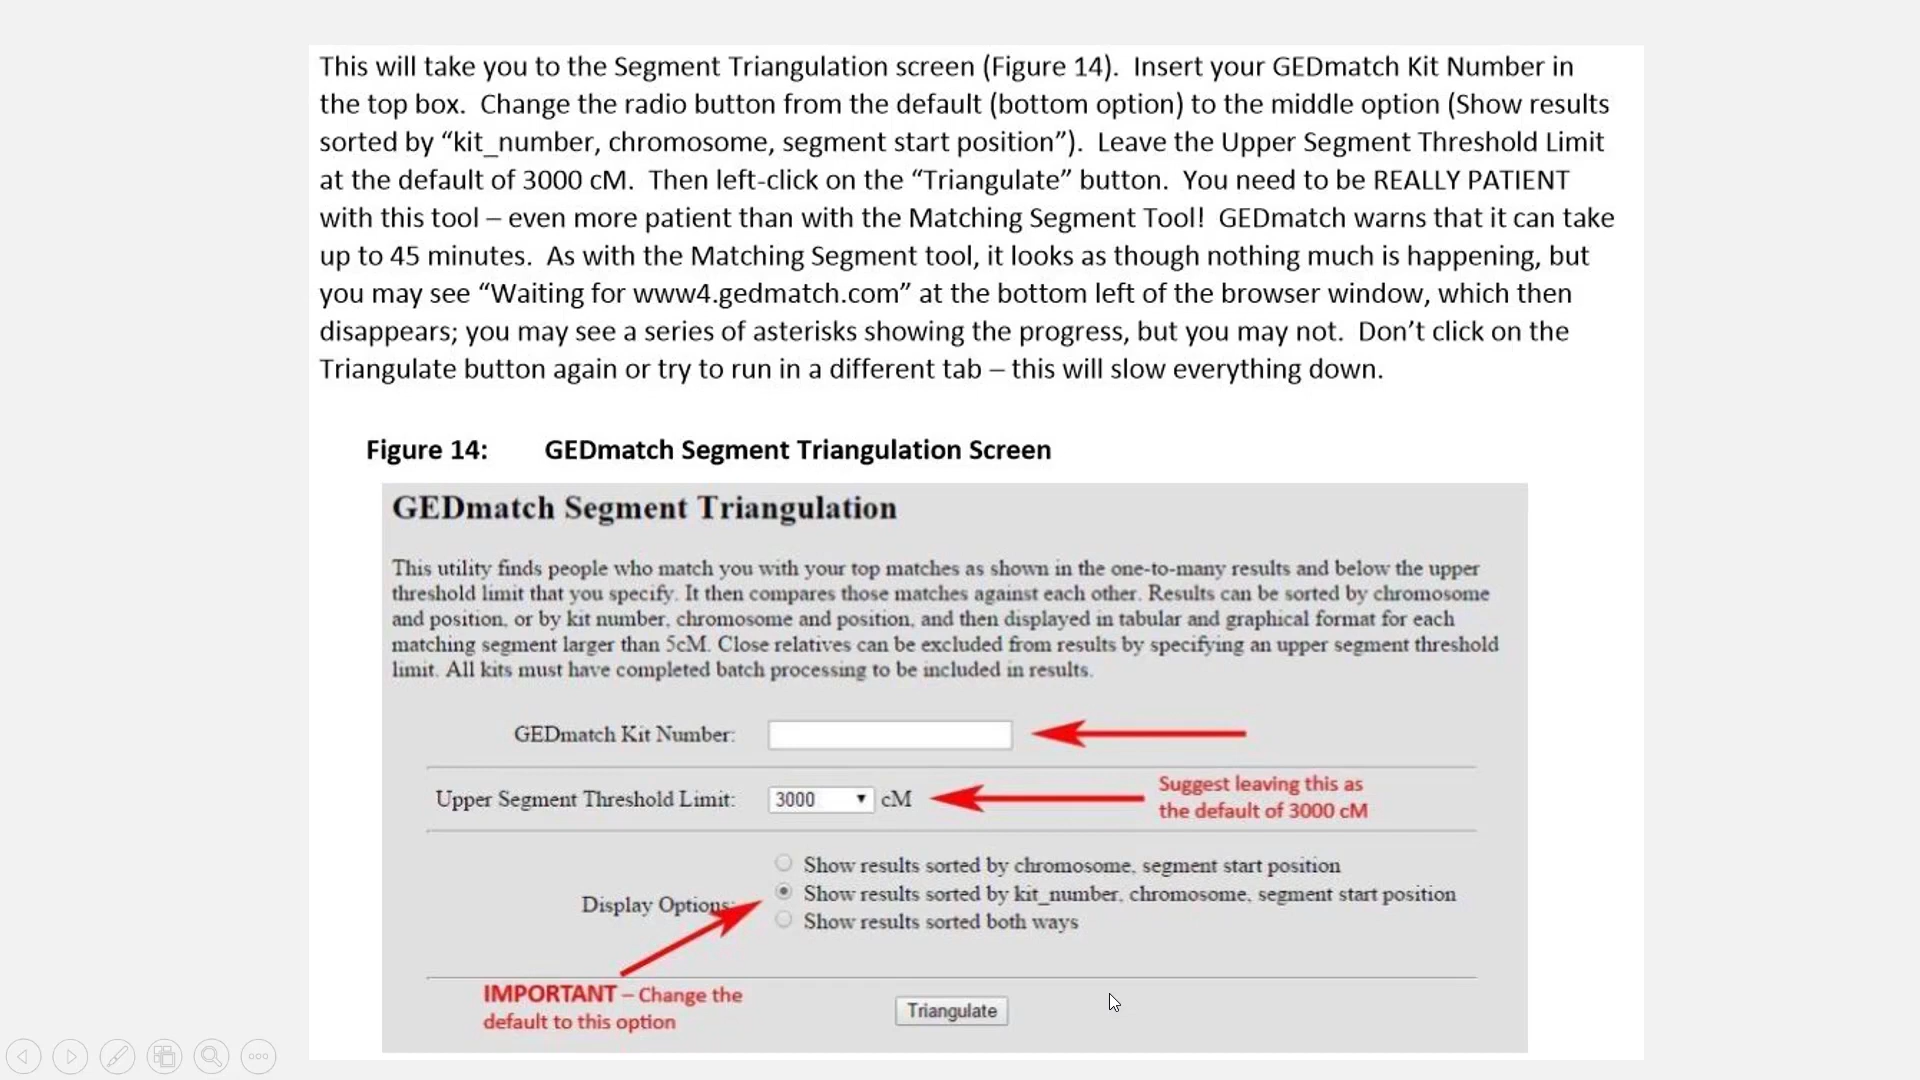 This will take you to the Segment Triangulation screen (Figure 14).  Insert your GEDmatch Kit Number in
the top box.  Change the radio button from the default (bottom option) to the middle option (Show results
sorted by “kit_number, chromosome, segment start position”).  Leave the Upper Segment Threshold Limit
at the default of 3000 cM.  Then left-click on the “Triangulate” button.  You need to be REALLY PATIENT
with this tool – even more patient than with the Matching Segment Tool!  GEDmatch warns that it can take
up to 45 minutes.  As with the Matching Segment tool, it looks as though nothing much is happening, but
you may see “Waiting for www4.gedmatch.com” at the bottom left of the browser window, which then
disappears; you may see a series of asterisks showing the progress, but you may not.  Don’t click on the
Triangulate button again or try to run in a different tab – this will slow everything down.
Figure 14: GEDmatch Segment Triangulation Screen
GEDmatch Segment Triangulation
This utility finds people who match you with your top matches as shown in the one-to-many results and below the upper
threshold limit that you specify. It then compares those matches against each other. Results can be sorted by chromosome
and position, or by kit number, chromosome and position, and then displayed in tabular and graphical format for each
matching segment larger than 5cM. Close relatives can be excluded from results by specifying an upper segment threshold
limit. All kits must have completed batch processing to be included in results.
GEDmatch Kit Number:
Upper Segment Threshold Limit: 3000 cM
Suggest leaving this as
the default of 3000 cM
Display Options:
Show results sorted by chromosome, segment start position
Show results sorted by kit_number, chromosome, segment start position
Show results sorted both ways
IMPORTANT – Change the
default to this option
Triangulate